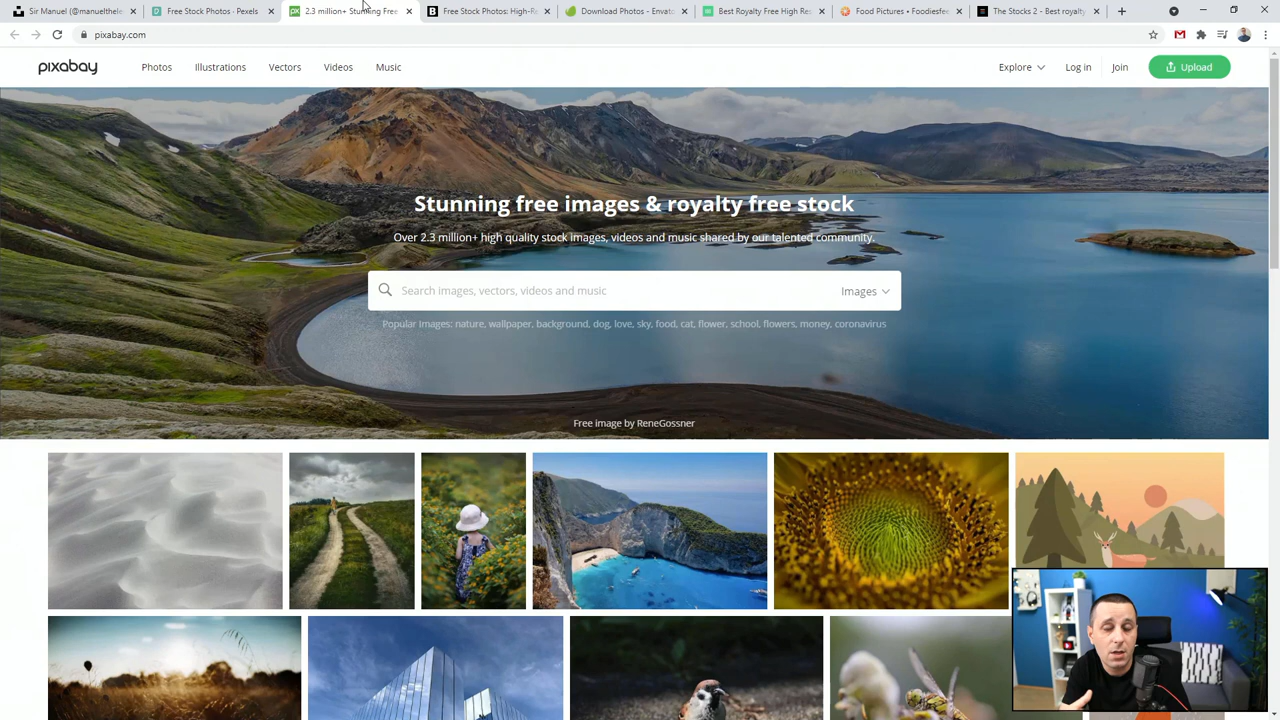 Sir Manuel (@manuelthele
Free Stock Photos - Pexels
2.3 million+ Stunning Free
Free Stock Photos: High-Re
Download Photos - Envato
Best Royalty Free High Res
Food Pictures • Foodiesfee
The Stocks 2 - Best royalty
pixabay.com
pixabay
Photos
Illustrations
Vectors
Videos
Music
Explore
Log in
Join
Upload
Stunning free images & royalty free stock
Over 2.3 million+ high quality stock images, videos and music shared by our talented community.
Search images, vectors, videos and music
Images
Popular Images: nature, wallpaper, background, dog, love, sky, food, cat, flower, school, flowers, money, coronavirus
Free image by ReneGossner